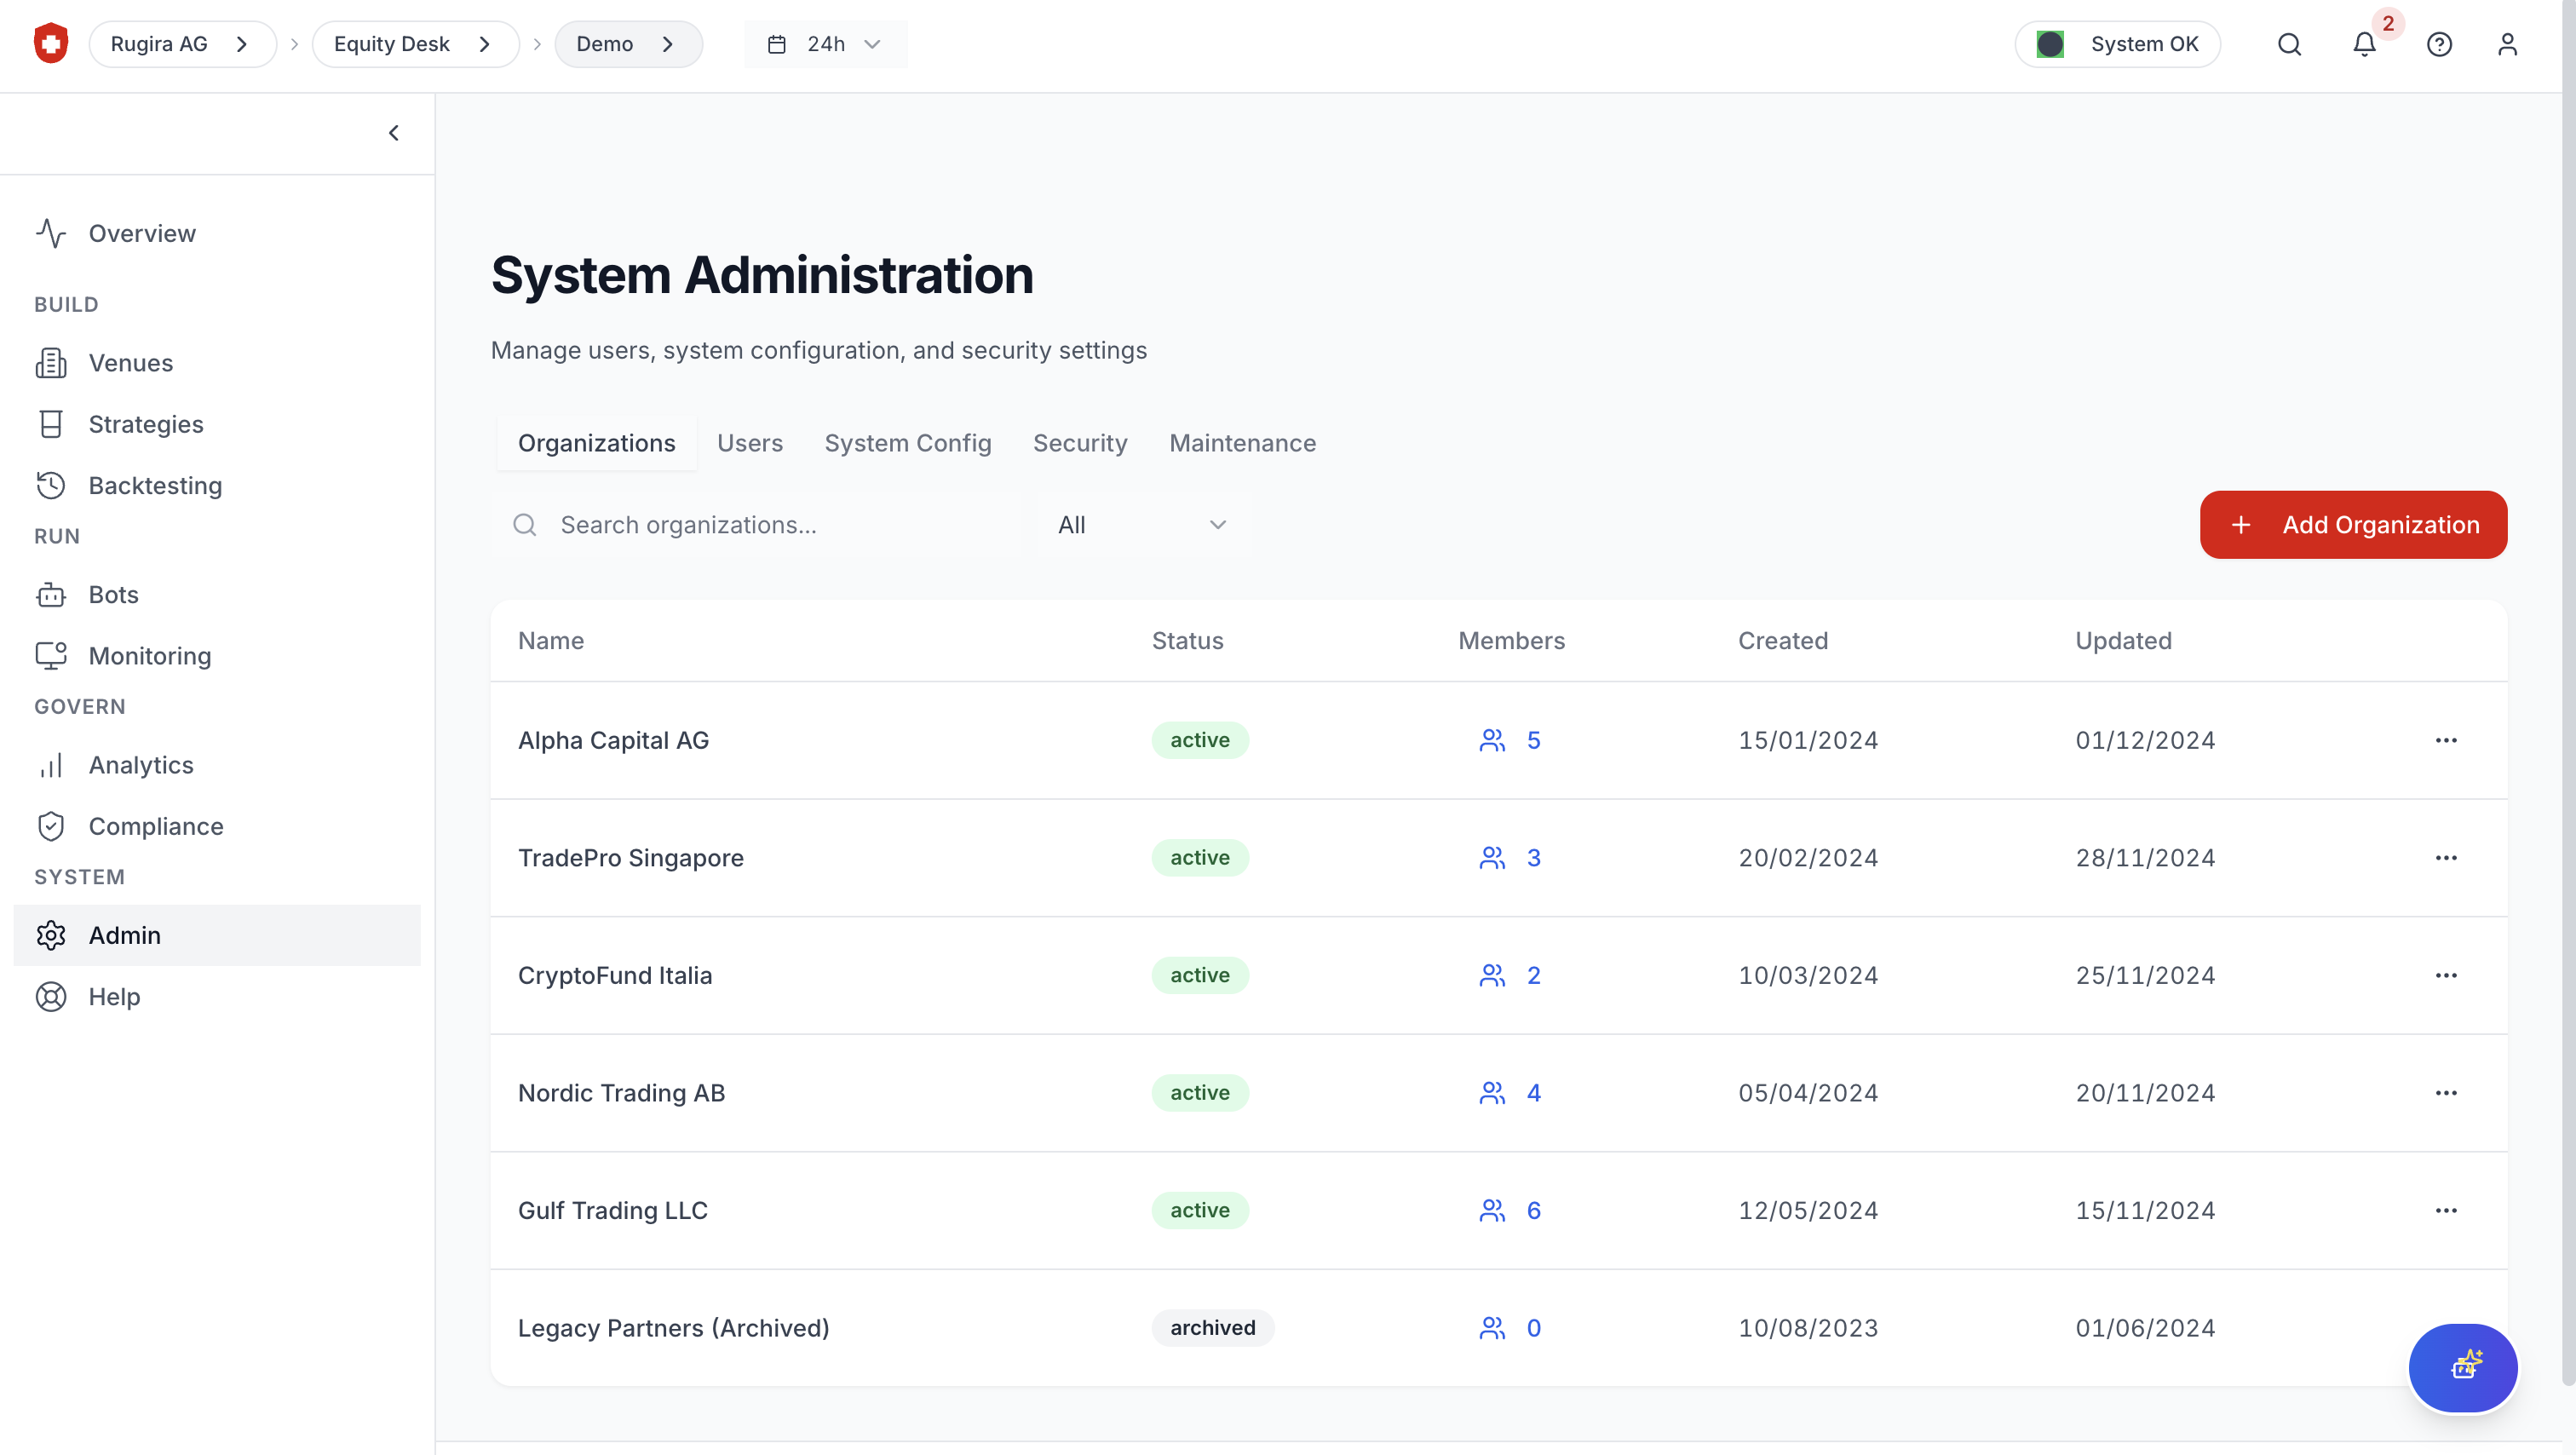 Rugira AG
Equity Desk
Demo
24h
System OK
2
Overview
BUILD
Venues
Strategies
Backtesting
RUN
Bots
Monitoring
GOVERN
Analytics
Compliance
SYSTEM
Admin
Help
System Administration
Manage users, system configuration, and security settings
Organizations Users System Config Security Maintenance
Search organizations... All + Add Organization
Name Status Members Created Updated
Alpha Capital AG active 5 15/01/2024 01/12/2024
TradePro Singapore active 3 20/02/2024 28/11/2024
CryptoFund Italia active 2 10/03/2024 25/11/2024
Nordic Trading AB active 4 05/04/2024 20/11/2024
Gulf Trading LLC active 6 12/05/2024 15/11/2024
Legacy Partners (Archived) archived 0 10/08/2023 01/06/2024